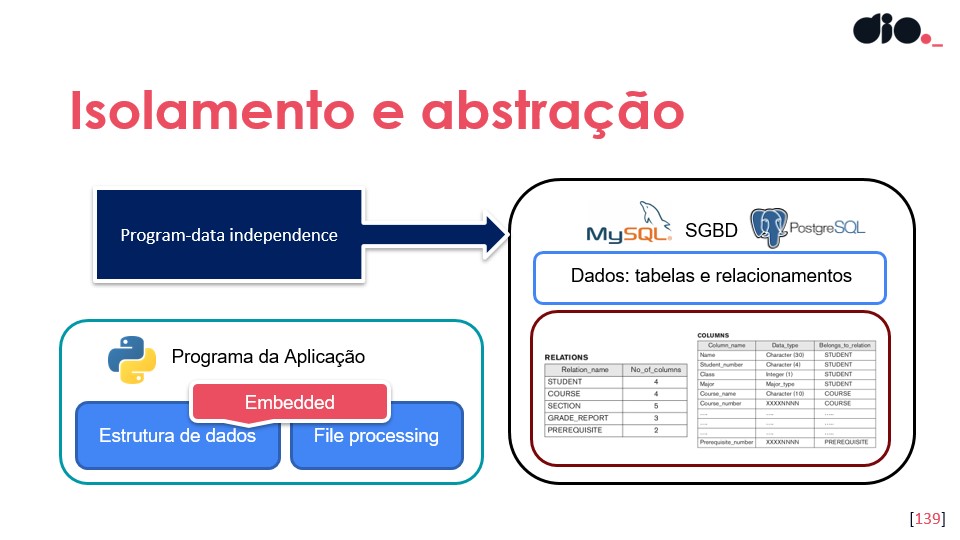 dio._
Isolamento e abstração
Program-data independence
MySQL® SGBD PostgreSQL
Dados: tabelas e relacionamentos
Programa da Aplicação
Embedded
Estrutura de dados
File processing
RELATIONS
Relation_name No_of_columns
STUDENT 4
COURSE 4
SECTION 5
GRADE_REPORT 3
PREREQUISITE 2
COLUMNS
Column_name Data_type Belongs_to_relation
Name Character (30) STUDENT
Student_number Character (4) STUDENT
Class Integer (1) STUDENT
Major Major_type STUDENT
Course_name Character (10) COURSE
Course_number XXXXNNNN COURSE
.... .... .....
.... .... .....
.... .... .....
Prerequisite_number XXXXNNNN PREREQUISITE
[139]